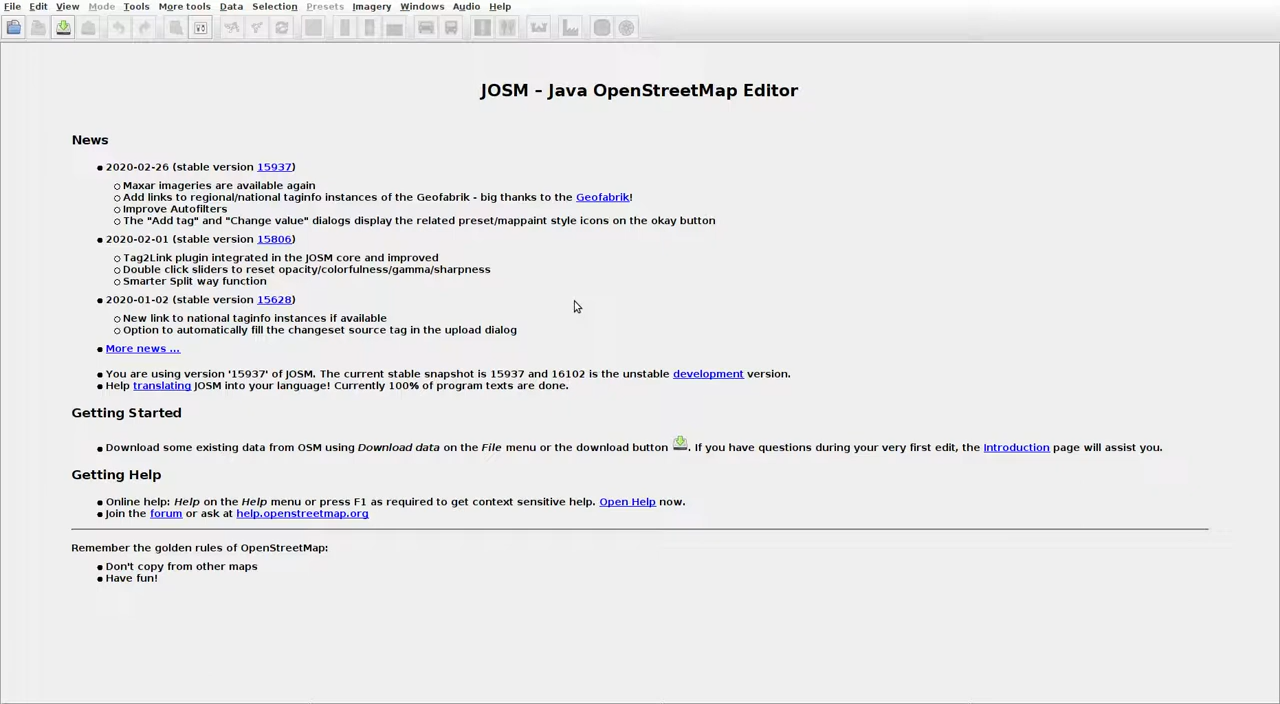 File Edit View Mode Tools More tools Data Selection Presets Imagery Windows Audio Help
JOSM – Java OpenStreetMap Editor
News
2020-02-26 (stable version 15937)
Maxar imageries are available again
Add links to regional/national taginfo instances of the Geofabrik - big thanks to the Geofabrik!
Improve Autofilters
The "Add tag" and "Change value" dialogs display the related preset/mappaint style icons on the okay button
2020-02-01 (stable version 15806)
Tag2Link plugin integrated in the JOSM core and improved
Double click sliders to reset opacity/colorfulness/gamma/sharpness
Smarter Split way function
2020-01-02 (stable version 15628)
New link to national taginfo instances if available
Option to automatically fill the changeset source tag in the upload dialog
More news ...
You are using version '15937' of JOSM. The current stable snapshot is 15937 and 16102 is the unstable development version.
Help translating JOSM into your language! Currently 100% of program texts are done.
Getting Started
Download some existing data from OSM using Download data on the File menu or the download button . If you have questions during your very first edit, the Introduction page will assist you.
Getting Help
Online help: Help on the Help menu or press F1 as required to get context sensitive help. Open Help now.
Join the forum or ask at help.openstreetmap.org
Remember the golden rules of OpenStreetMap:
Don't copy from other maps
Have fun!